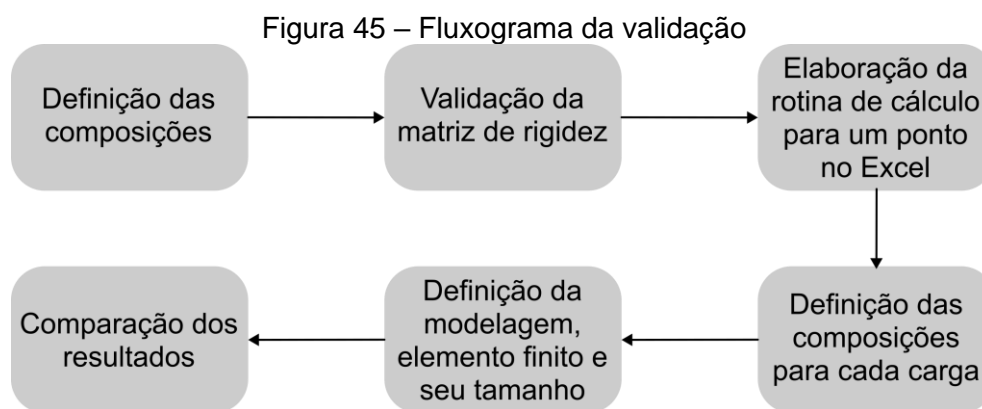 Figura 45 – Fluxograma da validação
Definição das
composições
Validação da
matriz de rigidez
Elaboração da
rotina de cálculo
para um ponto
no Excel
Definição das
composições
para cada carga
Definição da
modelagem,
elemento finito e
seu tamanho
Comparação dos
resultados